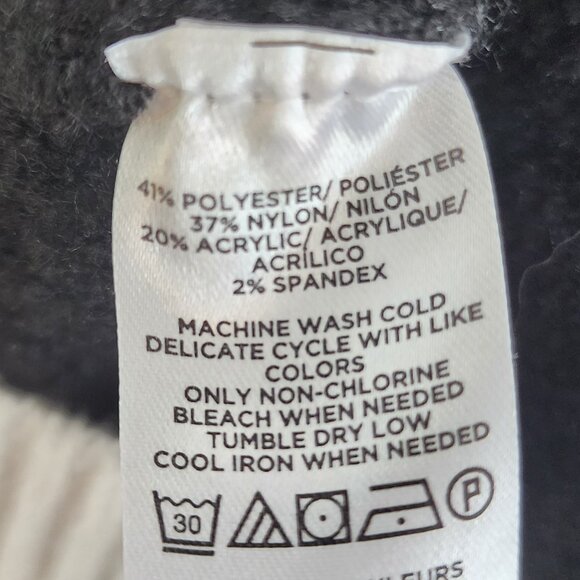 41% POLYESTER/ POLIÉSTER
37% NYLON/ NILÓN
20% ACRYLIC/ ACRYLIQUE/
ACRÍLICO
2% SPANDEX
MACHINE WASH COLD
DELICATE CYCLE WITH LIKE
COLORS
ONLY NON-CHLORINE
BLEACH WHEN NEEDED
TUMBLE DRY LOW
COOL IRON WHEN NEEDED
30 P